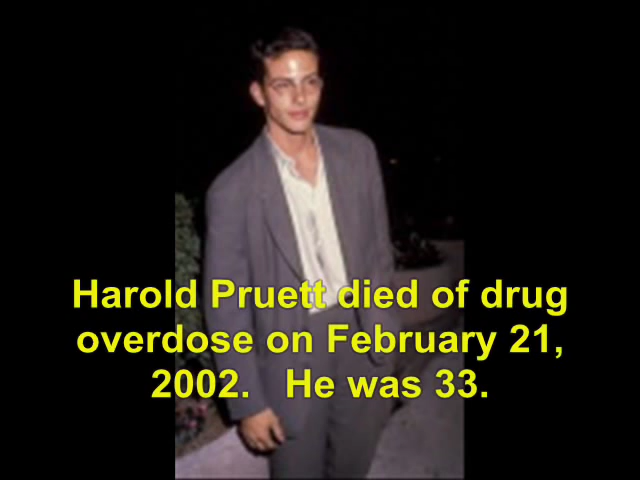 Harold Pruett died of drug
overdose on February 21,
2002.   He was 33.